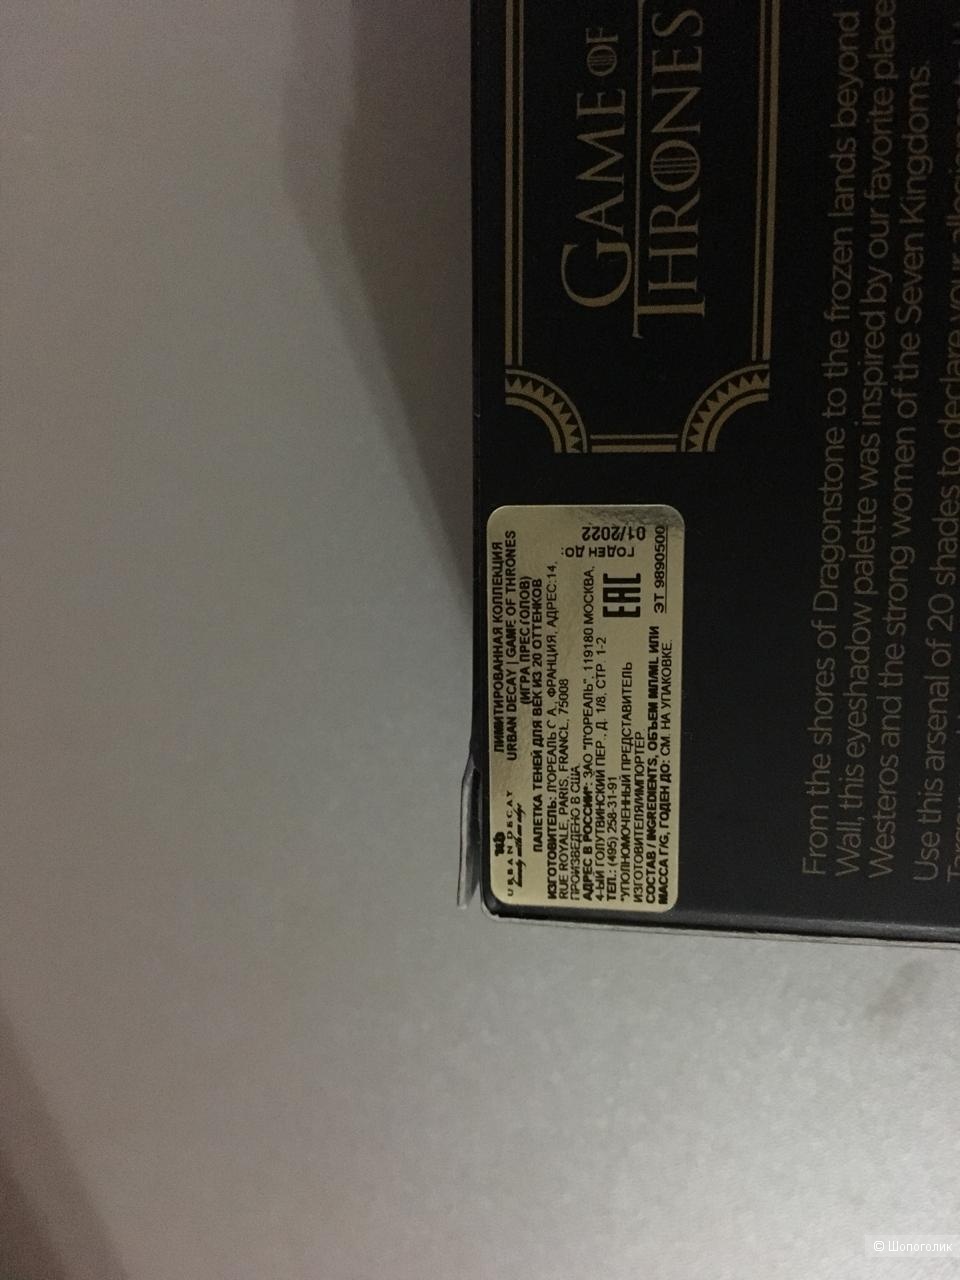 GAME OF
THRONES
From the shores of Dragonstone to the frozen lands beyond
Wall, this eyeshadow palette was inspired by our favorite place
Westeros and the strong women of the Seven Kingdoms.
Use this arsenal of 20 shades to declare your allegiance
URBAN DECAY
ЛИМИТИРОВАННАЯ КОЛЛЕКЦИЯ
URBAN DECAY | GAME OF THRONES
(ИГРА ПРЕСТОЛОВ)
ПАЛЕТКА ТЕНЕЙ ДЛЯ ВЕК ИЗ 20 ОТТЕНКОВ
ИЗГОТОВИТЕЛЬ: Л'ОРЕАЛЬ С.А., ФРАНЦИЯ, АДРЕС:14,
RUE ROYALE, PARIS, FRANCE, 75008
ПРОИЗВЕДЕНО В США
АДРЕС В РОССИИ*: ЗАО "Л'ОРЕАЛЬ", 119180 МОСКВА,
4-ЫЙ ГОЛУТВИНСКИЙ ПЕР., Д. 1/8, СТР. 1-2
ТЕЛ.: (495) 258-31-91
*УПОЛНОМОЧЕННЫЙ ПРЕДСТАВИТЕЛЬ
ИЗГОТОВИТЕЛЯ/ИМПОРТЕР
СОСТАВ / INGREDIENTS, ОБЪЕМ МЛ/ML ИЛИ
МАССА Г/G, ГОДЕН ДО: СМ. НА УПАКОВКЕ.
EAC
ГОДЕН ДО:
01/2022
ЭТ 9890500
© Шопоголик